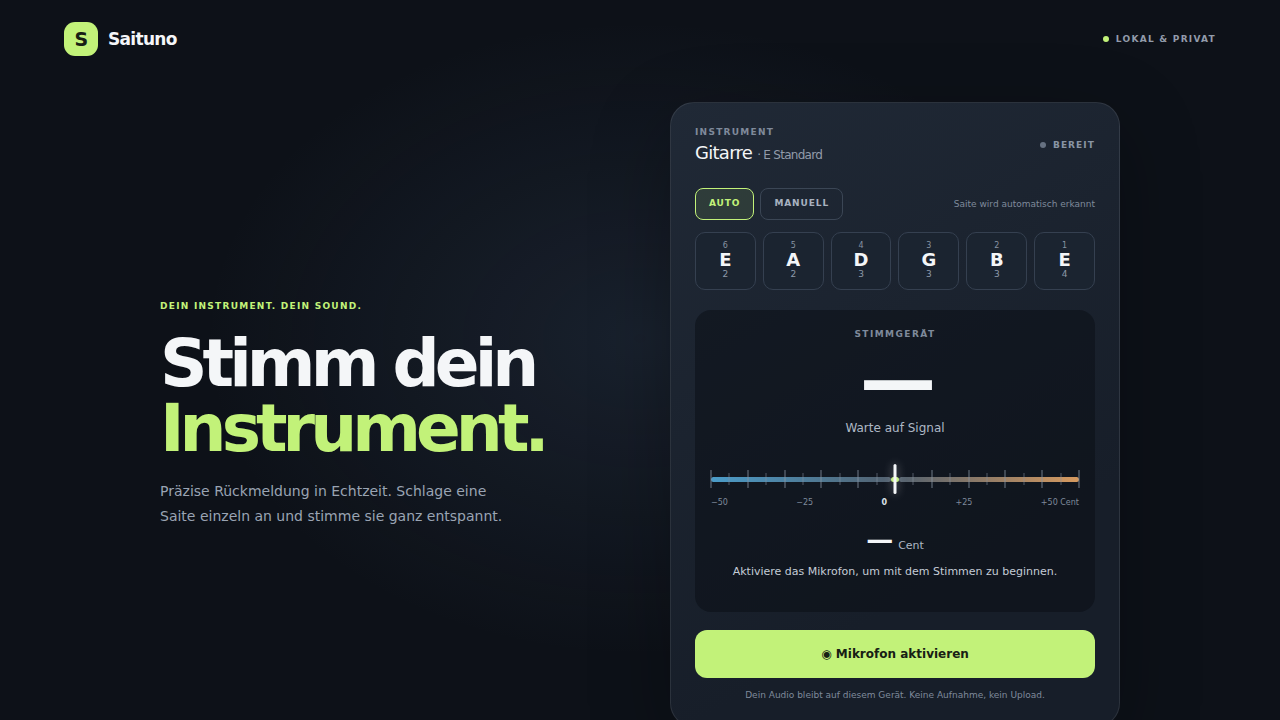 S Saituno
LOKAL & PRIVAT
DEIN INSTRUMENT. DEIN SOUND.
Stimm dein
Instrument.
Präzise Rückmeldung in Echtzeit. Schlage eine
Saite einzeln an und stimme sie ganz entspannt.
INSTRUMENT
Gitarre · E Standard
BEREIT
AUTO MANUELL Saite wird automatisch erkannt
6 5 4 3 2 1
E A D G B E
2 2 3 3 3 4
STIMMGERÄT
—
Warte auf Signal
−50 −25 0 +25 +50 Cent
— Cent
Aktiviere das Mikrofon, um mit dem Stimmen zu beginnen.
◉ Mikrofon aktivieren
Dein Audio bleibt auf diesem Gerät. Keine Aufnahme, kein Upload.